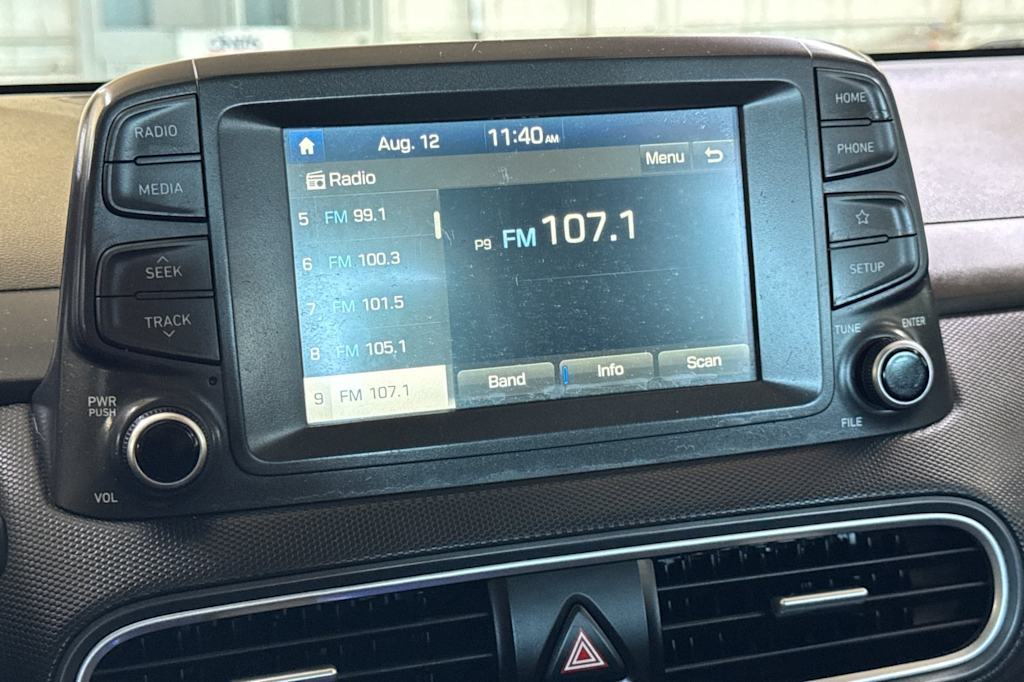 RADIO
MEDIA
SEEK
TRACK
PWR
PUSH
VOL
Aug. 12 11:40 AM
Radio
Menu
5 FM 99.1
6 FM 100.3
7 FM 101.5
8 FM 105.1
9 FM 107.1
P9 FM 107.1
Band Info Scan
HOME
PHONE
SETUP
TUNE
ENTER
FILE